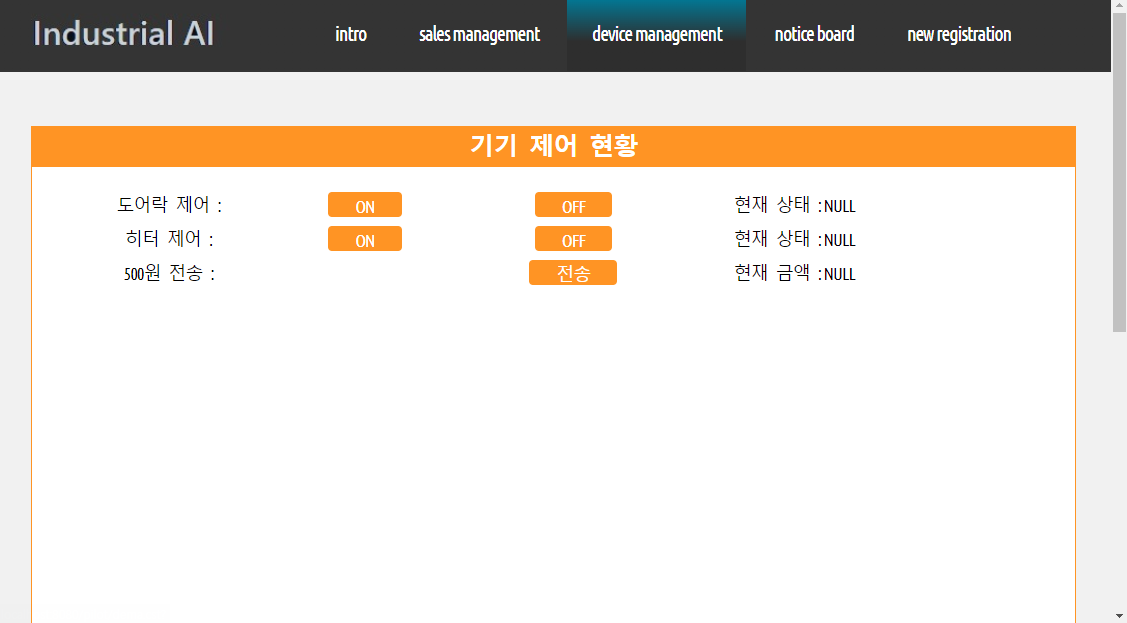 Industrial AI intro sales management device management notice board new registration
기기 제어 현황
도어락 제어 : ON OFF 현재 상태 :NULL
히터 제어 : ON OFF 현재 상태 :NULL
500원 전송 : 전송 현재 금액 :NULL